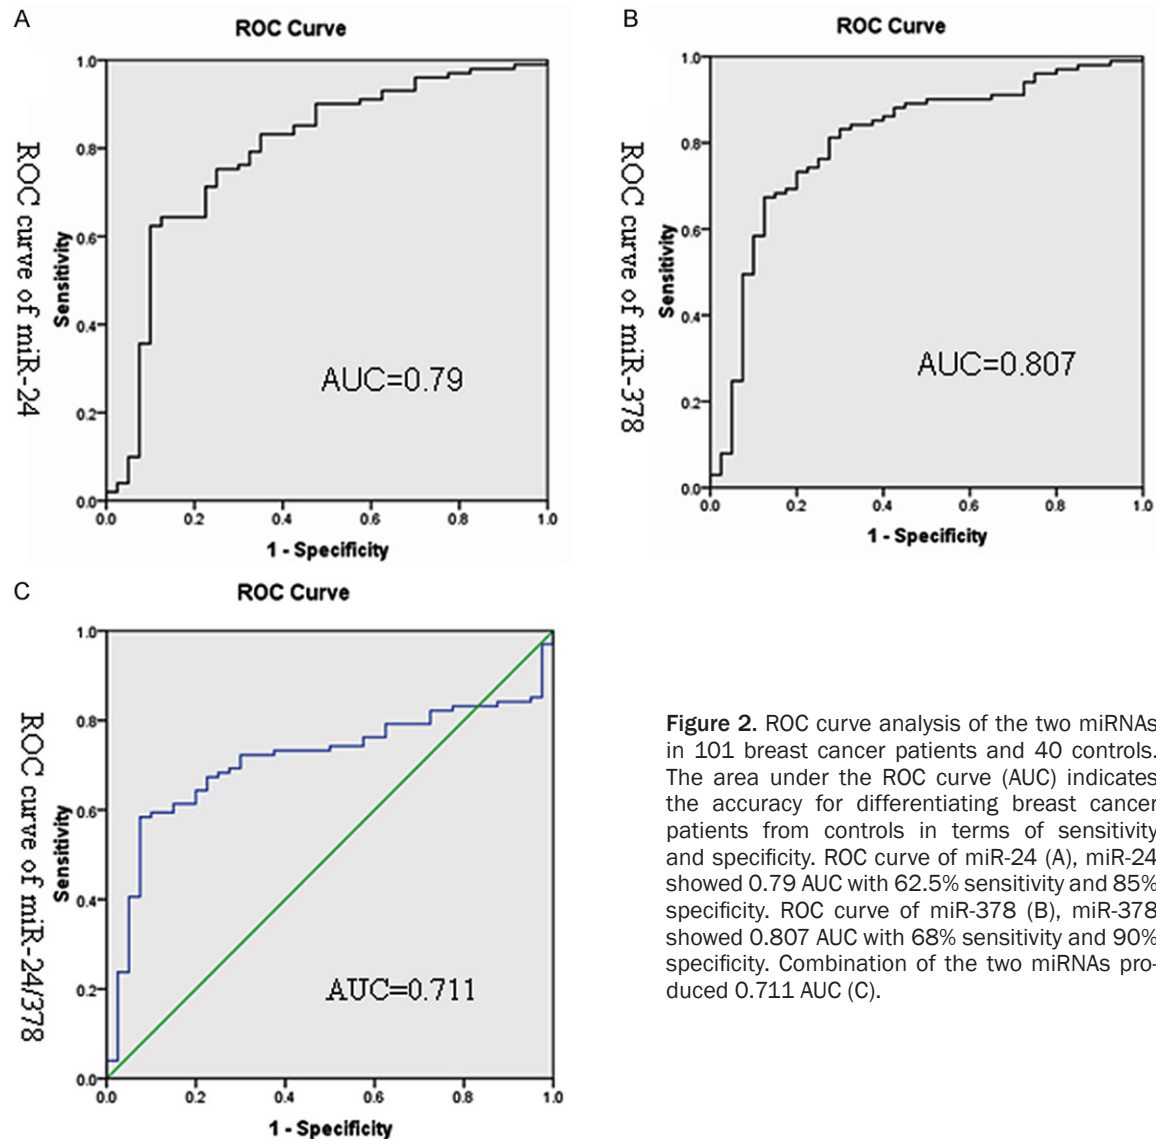 A
ROC Curve
ROC curve of miR-24
Sensitivity
1.0
0.8
0.6
0.4
0.2
0.0
AUC=0.79
0.0 0.2 0.4 0.6 0.8 1.0
1 - Specificity
B
ROC Curve
ROC curve of miR-378
Sensitivity
1.0
0.8
0.6
0.4
0.2
0.0
AUC=0.807
0.0 0.2 0.4 0.6 0.8 1.0
1 - Specificity
C
ROC Curve
ROC curve of miR-24/378
Sensitivity
1.0
0.8
0.6
0.4
0.2
0.0
AUC=0.711
0.0 0.2 0.4 0.6 0.8 1.0
1 - Specificity
Figure 2. ROC curve analysis of the two miRNAs
in 101 breast cancer patients and 40 controls.
The area under the ROC curve (AUC) indicates
the accuracy for differentiating breast cancer
patients from controls in terms of sensitivity
and specificity. ROC curve of miR-24 (A), miR-24
showed 0.79 AUC with 62.5% sensitivity and 85%
specificity. ROC curve of miR-378 (B), miR-378
showed 0.807 AUC with 68% sensitivity and 90%
specificity. Combination of the two miRNAs pro-
duced 0.711 AUC (C).